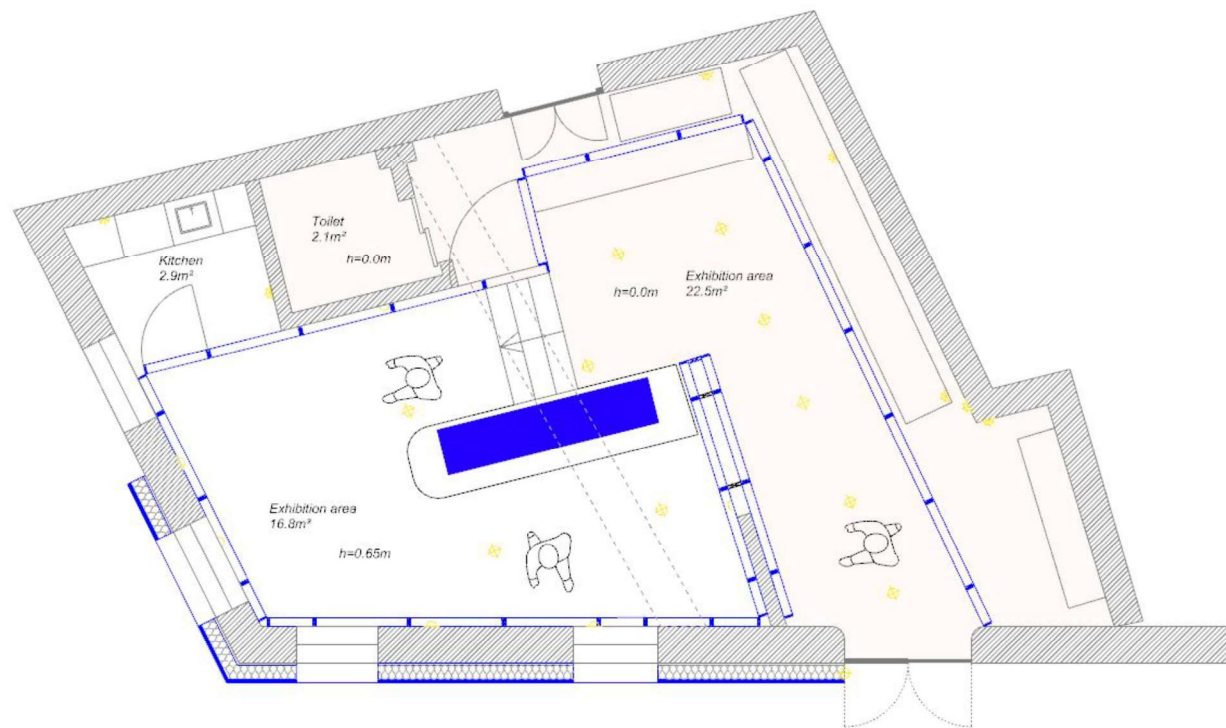 Toilet
2.1m²
h=0.0m
Kitchen
2.9m²
Exhibition area
22.5m²
h=0.0m
Exhibition area
16.8m²
h=0.65m